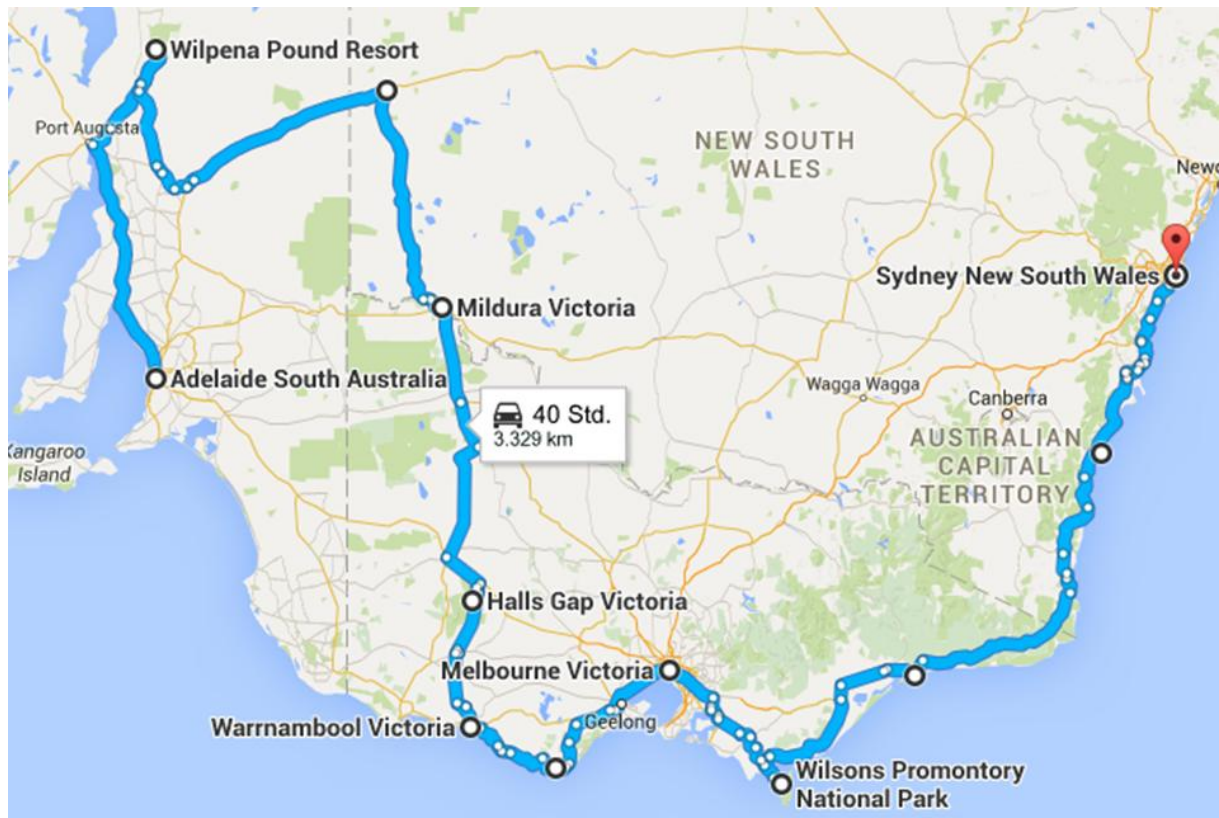 Wilpena Pound Resort
Port Augusta
NEW SOUTH
WALES
Newc
Sydney New South Wales
Mildura Victoria
Adelaide South Australia
40 Std.
3.329 km
Wagga Wagga
Canberra
AUSTRALIAN
CAPITAL
TERRITORY
Kangaroo
Island
Halls Gap Victoria
Melbourne Victoria
Geelong
Warrnambool Victoria
Wilsons Promontory
National Park